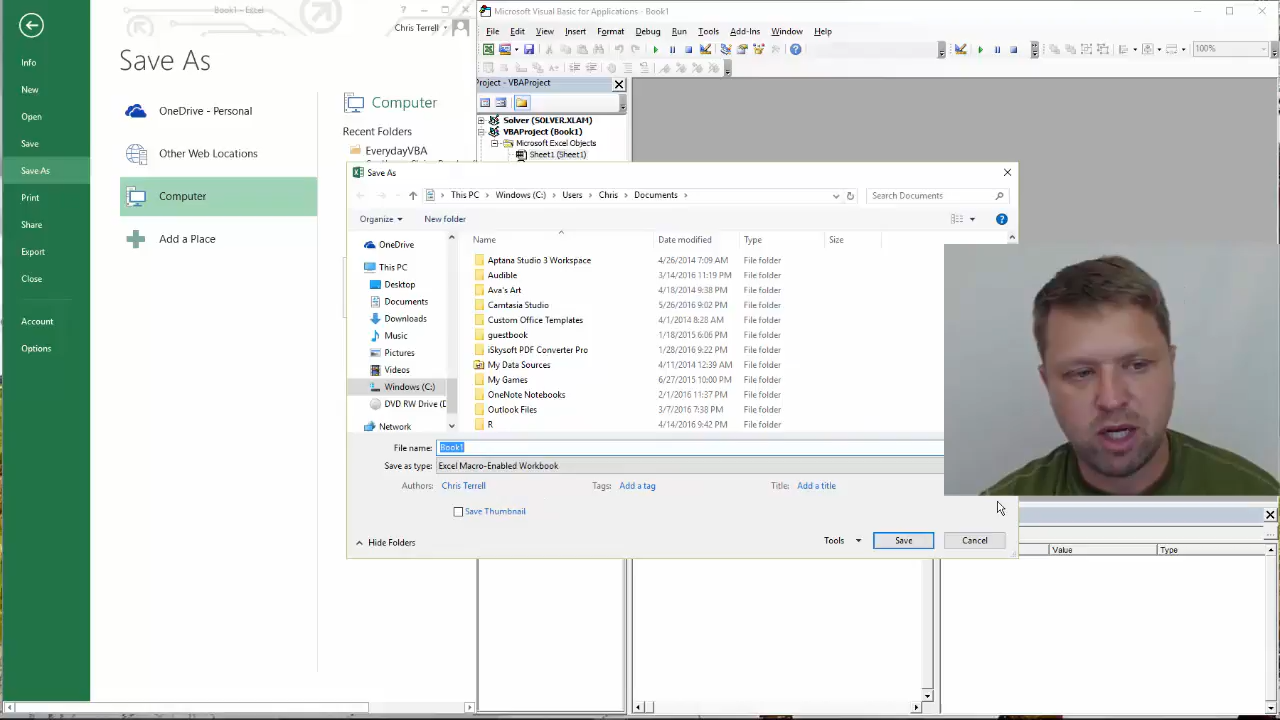 Book1 - Excel
Chris Terrell
Save As
Info
New
Open
Save
Save As
Print
Share
Export
Close
Account
Options
OneDrive - Personal
Other Web Locations
Computer
Add a Place
Computer
Recent Folders
EverydayVBA
Microsoft Visual Basic for Applications - Book1
File Edit View Insert Format Debug Run Tools Add-Ins Window Help
100%
Project - VBAProject
Solver (SOLVER.XLAM)
VBAProject (Book1)
Microsoft Excel Objects
Sheet1 (Sheet1)
Save As
This PC Windows (C:) Users Chris Documents
Search Documents
Organize New folder
OneDrive
This PC
Desktop
Documents
Downloads
Music
Pictures
Videos
Windows (C:)
DVD RW Drive (D
Network
Name Date modified Type Size
Aptana Studio 3 Workspace 4/26/2014 7:09 AM File folder
Audible 3/14/2016 11:19 PM File folder
Ava's Art 4/18/2014 9:38 PM File folder
Camtasia Studio 5/26/2016 9:02 PM File folder
Custom Office Templates 4/1/2014 8:28 AM File folder
guestbook 1/18/2015 6:06 PM File folder
iSkysoft PDF Converter Pro 1/28/2016 9:22 PM File folder
My Data Sources 4/11/2014 12:39 AM File folder
My Games 6/27/2015 10:00 PM File folder
OneNote Notebooks 2/1/2016 11:37 PM File folder
Outlook Files 3/7/2016 7:38 PM File folder
R 4/14/2016 9:42 PM File folder
File name: Book1
Save as type: Excel Macro-Enabled Workbook
Authors: Chris Terrell Tags: Add a tag Title: Add a title
Save Thumbnail
Hide Folders
Tools Save Cancel
Value Type